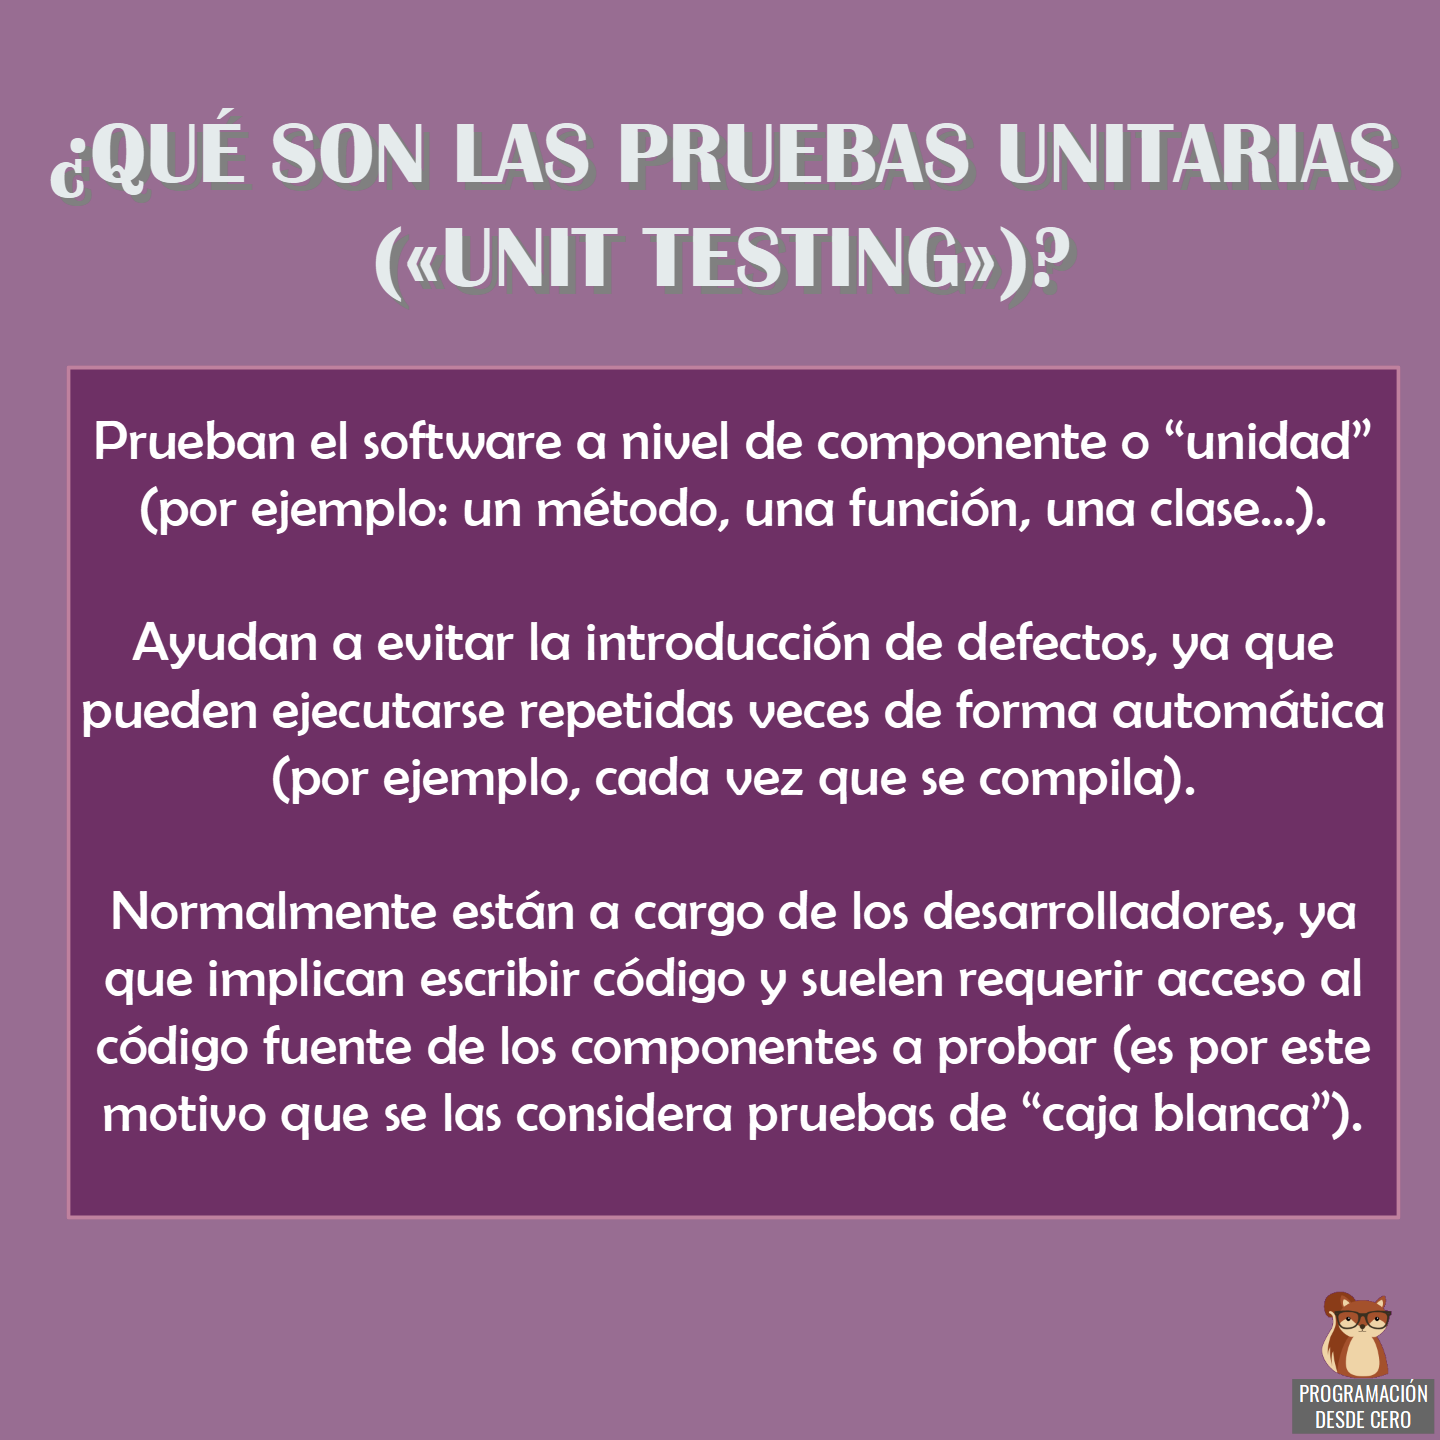 ¿QUÉ SON LAS PRUEBAS UNITARIAS
(«UNIT TESTING»)?
Prueban el software a nivel de componente o “unidad”
(por ejemplo: un método, una función, una clase...).
Ayudan a evitar la introducción de defectos, ya que
pueden ejecutarse repetidas veces de forma automática
(por ejemplo, cada vez que se compila).
Normalmente están a cargo de los desarrolladores, ya
que implican escribir código y suelen requerir acceso al
código fuente de los componentes a probar (es por este
motivo que se las considera pruebas de “caja blanca”).
PROGRAMACIÓN
DESDE CERO